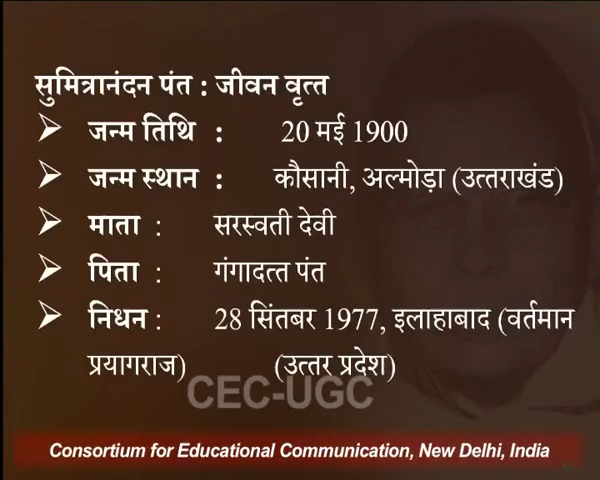 सुमित्रानंदन पंत : जीवन वृत्त
➢ जन्म तिथि : 20 मई 1900
➢ जन्म स्थान : कौसानी, अल्मोड़ा (उत्तराखंड)
➢ माता : सरस्वती देवी
➢ पिता : गंगादत्त पंत
➢ निधन : 28 सिंतबर 1977, इलाहाबाद (वर्तमान
प्रयागराज) (उत्तर प्रदेश)
CEC-UGC
Consortium for Educational Communication, New Delhi, India